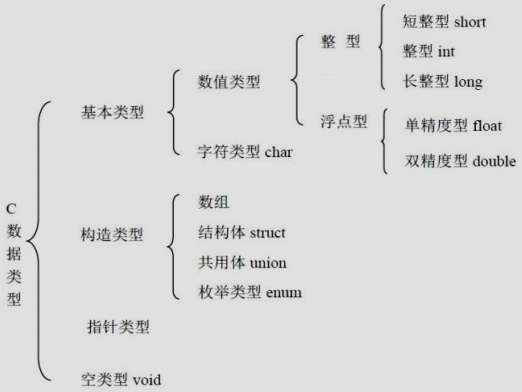 C数据类型
基本类型
数值类型
整 型
短整型 short
整型 int
长整型 long
浮点型
单精度型 float
双精度型 double
字符类型 char
构造类型
数组
结构体 struct
共用体 union
枚举类型 enum
指针类型
空类型 void